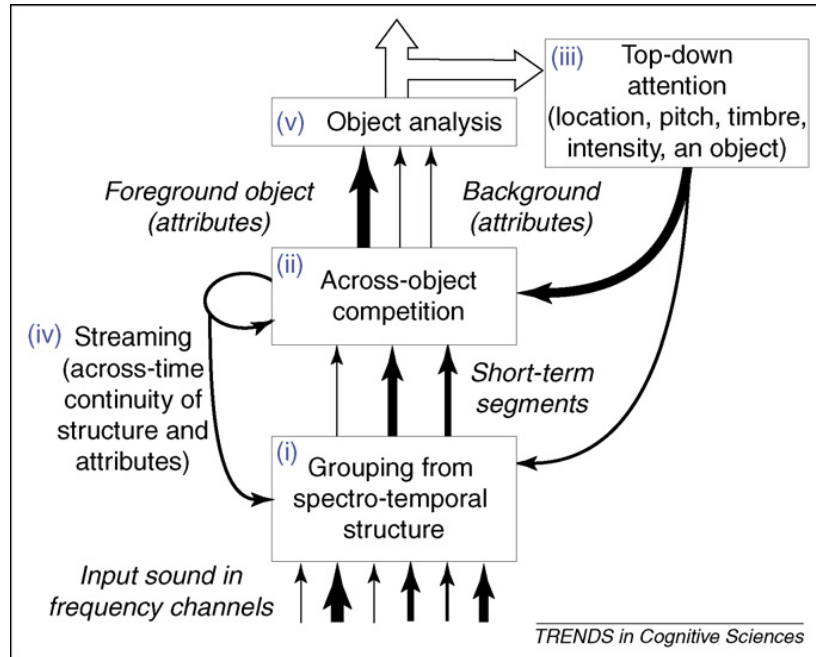 (iii) Top-down
attention
(location, pitch, timbre,
intensity, an object)
(v) Object analysis
Foreground object
(attributes)
Background
(attributes)
(ii) Across-object
competition
(iv) Streaming
(across-time
continuity of
structure and
attributes)
Short-term
segments
(i) Grouping from
spectro-temporal
structure
Input sound in
frequency channels
TRENDS in Cognitive Sciences